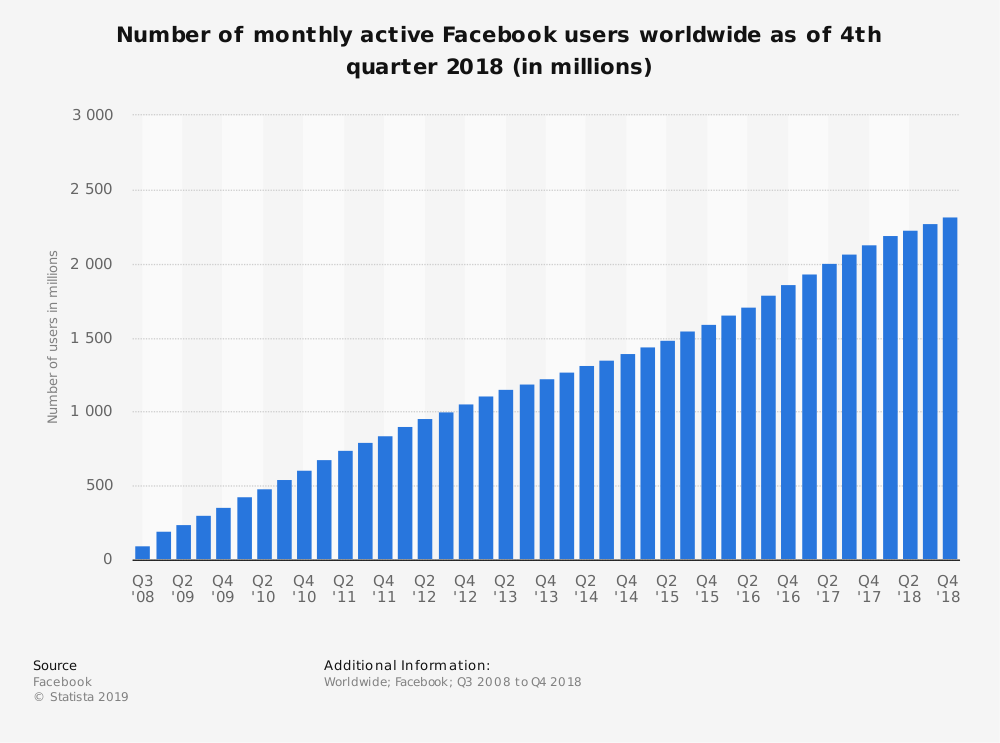 Number of monthly active Facebook users worldwide as of 4th
quarter 2018 (in millions)
Number of users in millions
3 000
2 500
2 000
1 500
1 000
500
0
Q3 Q2 Q4 Q2 Q4 Q2 Q4 Q2 Q4 Q2 Q4 Q2 Q4 Q2 Q4 Q2 Q4 Q2 Q4 Q2 Q4
'08 '09 '09 '10 '10 '11 '11 '12 '12 '13 '13 '14 '14 '15 '15 '16 '16 '17 '17 '18 '18
Source
Facebook
© Statista 2019
Additional Information:
Worldwide; Facebook; Q3 2008 to Q4 2018